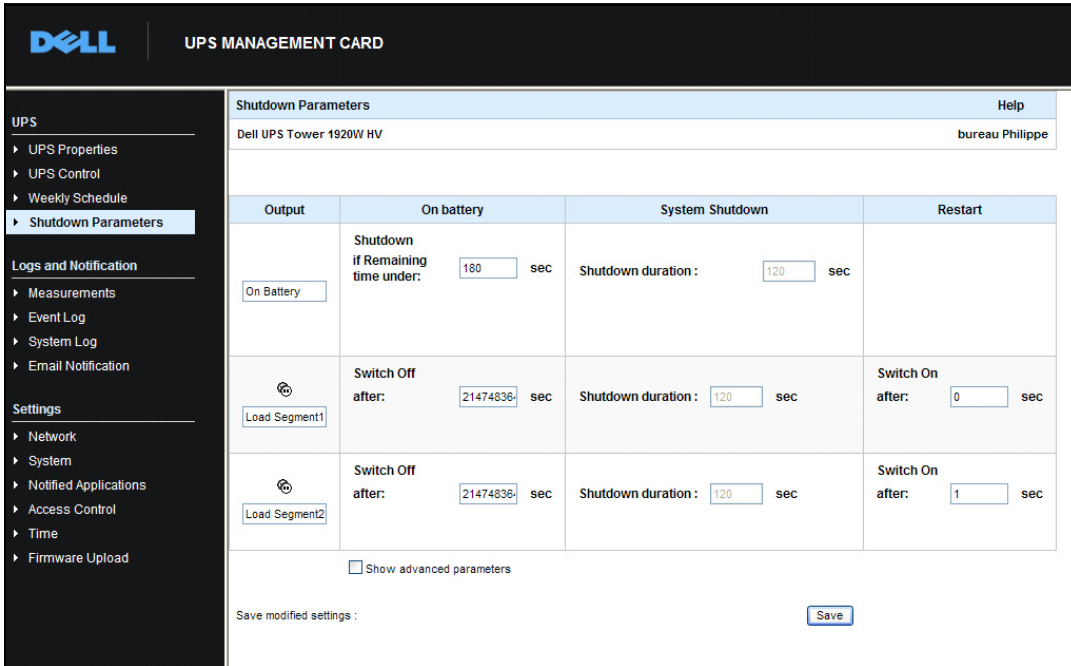 DELL
UPS MANAGEMENT CARD
UPS
UPS Properties
UPS Control
Weekly Schedule
Shutdown Parameters
Logs and Notification
Measurements
Event Log
System Log
Email Notification
Settings
Network
System
Notified Applications
Access Control
Time
Firmware Upload
Shutdown Parameters Help
Dell UPS Tower 1920W HV bureau Philippe
Output On battery System Shutdown Restart
On Battery
Shutdown
if Remaining
time under: 180 sec
Shutdown duration : 120 sec
Load Segment1
Switch Off
after: 21474836 sec
Shutdown duration : 120 sec
Switch On
after: 0 sec
Load Segment2
Switch Off
after: 21474836 sec
Shutdown duration : 120 sec
Switch On
after: 1 sec
Show advanced parameters
Save modified settings : Save